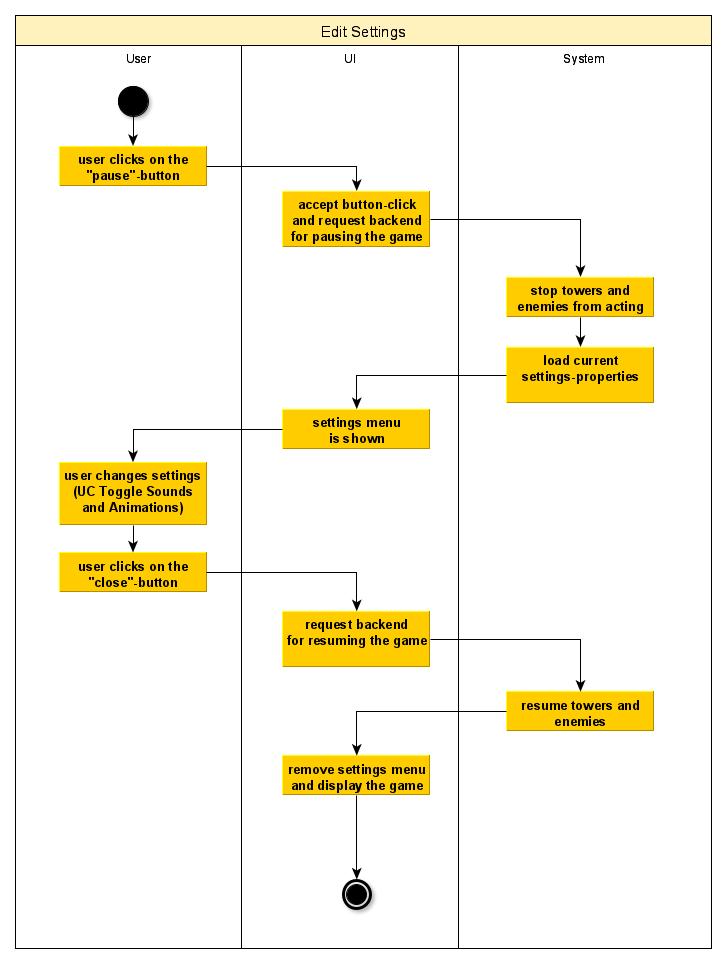 Edit Settings
User
UI
System
user clicks on the
"pause"-button
accept button-click
and request backend
for pausing the game
stop towers and
enemies from acting
load current
settings-properties
settings menu
is shown
user changes settings
(UC Toggle Sounds
and Animations)
user clicks on the
"close"-button
request backend
for resuming the game
resume towers and
enemies
remove settings menu
and display the game